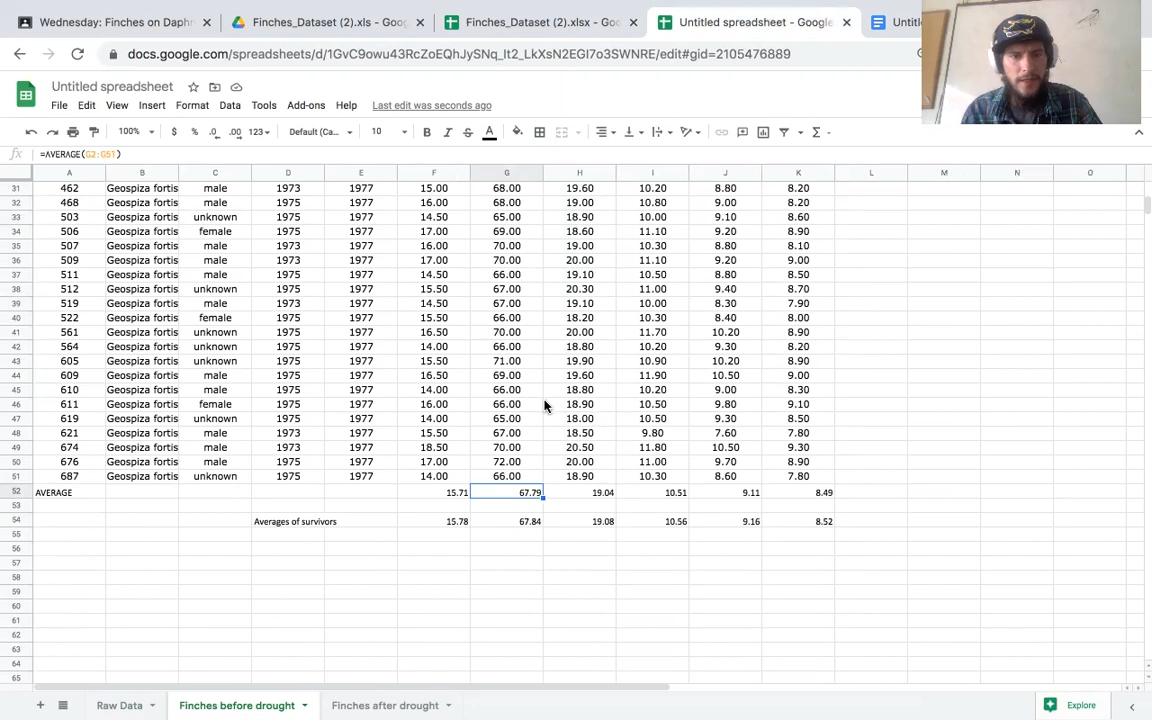 Wednesday: Finches on Daphn
Finches_Dataset (2).xls - Goog
Finches_Dataset (2).xlsx - Goo
Untitled spreadsheet - Google
Untitl
docs.google.com/spreadsheets/d/1GvC9owu43RcZoEQhJySNq_It2_LkXsN2EGI7o3SWNRE/edit#gid=2105476889
Untitled spreadsheet
File Edit View Insert Format Data Tools Add-ons Help Last edit was seconds ago
100% $ % .0 .00 123 Default (Ca... 10 B I S A
fx =AVERAGE(G2:G51)
A B C D E F G H I J K L M N O
31 462 Geospiza fortis male 1973 1977 15.00 68.00 19.60 10.20 8.80 8.20
32 468 Geospiza fortis male 1975 1977 16.00 68.00 19.00 10.80 9.00 8.20
33 503 Geospiza fortis unknown 1975 1977 14.50 65.00 18.90 10.00 9.10 8.60
34 506 Geospiza fortis female 1975 1977 17.00 69.00 18.60 11.10 9.20 8.90
35 507 Geospiza fortis male 1973 1977 16.00 70.00 19.00 10.30 8.80 8.10
36 509 Geospiza fortis male 1975 1977 17.00 70.00 20.00 11.10 9.20 9.00
37 511 Geospiza fortis male 1975 1977 14.50 66.00 19.10 10.50 8.80 8.50
38 512 Geospiza fortis unknown 1975 1977 15.50 67.00 20.30 11.00 9.40 8.70
39 519 Geospiza fortis male 1973 1977 14.50 67.00 19.10 10.00 8.30 7.90
40 522 Geospiza fortis female 1975 1977 15.50 66.00 18.20 10.30 8.40 8.00
41 561 Geospiza fortis unknown 1975 1977 16.50 70.00 20.00 11.70 10.20 8.90
42 564 Geospiza fortis unknown 1975 1977 14.00 66.00 18.80 10.20 9.30 8.20
43 605 Geospiza fortis unknown 1975 1977 15.50 71.00 19.90 10.90 10.20 8.90
44 609 Geospiza fortis male 1975 1977 16.50 69.00 19.60 11.90 10.50 9.00
45 610 Geospiza fortis male 1975 1977 14.00 66.00 18.80 10.20 9.00 8.30
46 611 Geospiza fortis female 1975 1977 16.00 66.00 18.90 10.50 9.80 9.10
47 619 Geospiza fortis unknown 1975 1977 14.00 65.00 18.00 10.50 9.30 8.50
48 621 Geospiza fortis male 1973 1977 15.50 67.00 18.50 9.80 7.60 7.80
49 674 Geospiza fortis male 1975 1977 18.50 70.00 20.50 11.80 10.50 9.30
50 676 Geospiza fortis male 1975 1977 17.00 72.00 20.00 11.00 9.70 8.90
51 687 Geospiza fortis unknown 1975 1977 14.00 66.00 18.90 10.30 8.60 7.80
52 AVERAGE 15.71 67.79 19.04 10.51 9.11 8.49
53
54 Averages of survivors 15.78 67.84 19.08 10.56 9.16 8.52
55
56
57
58
59
60
61
62
63
64
65
Raw Data Finches before drought Finches after drought Explore